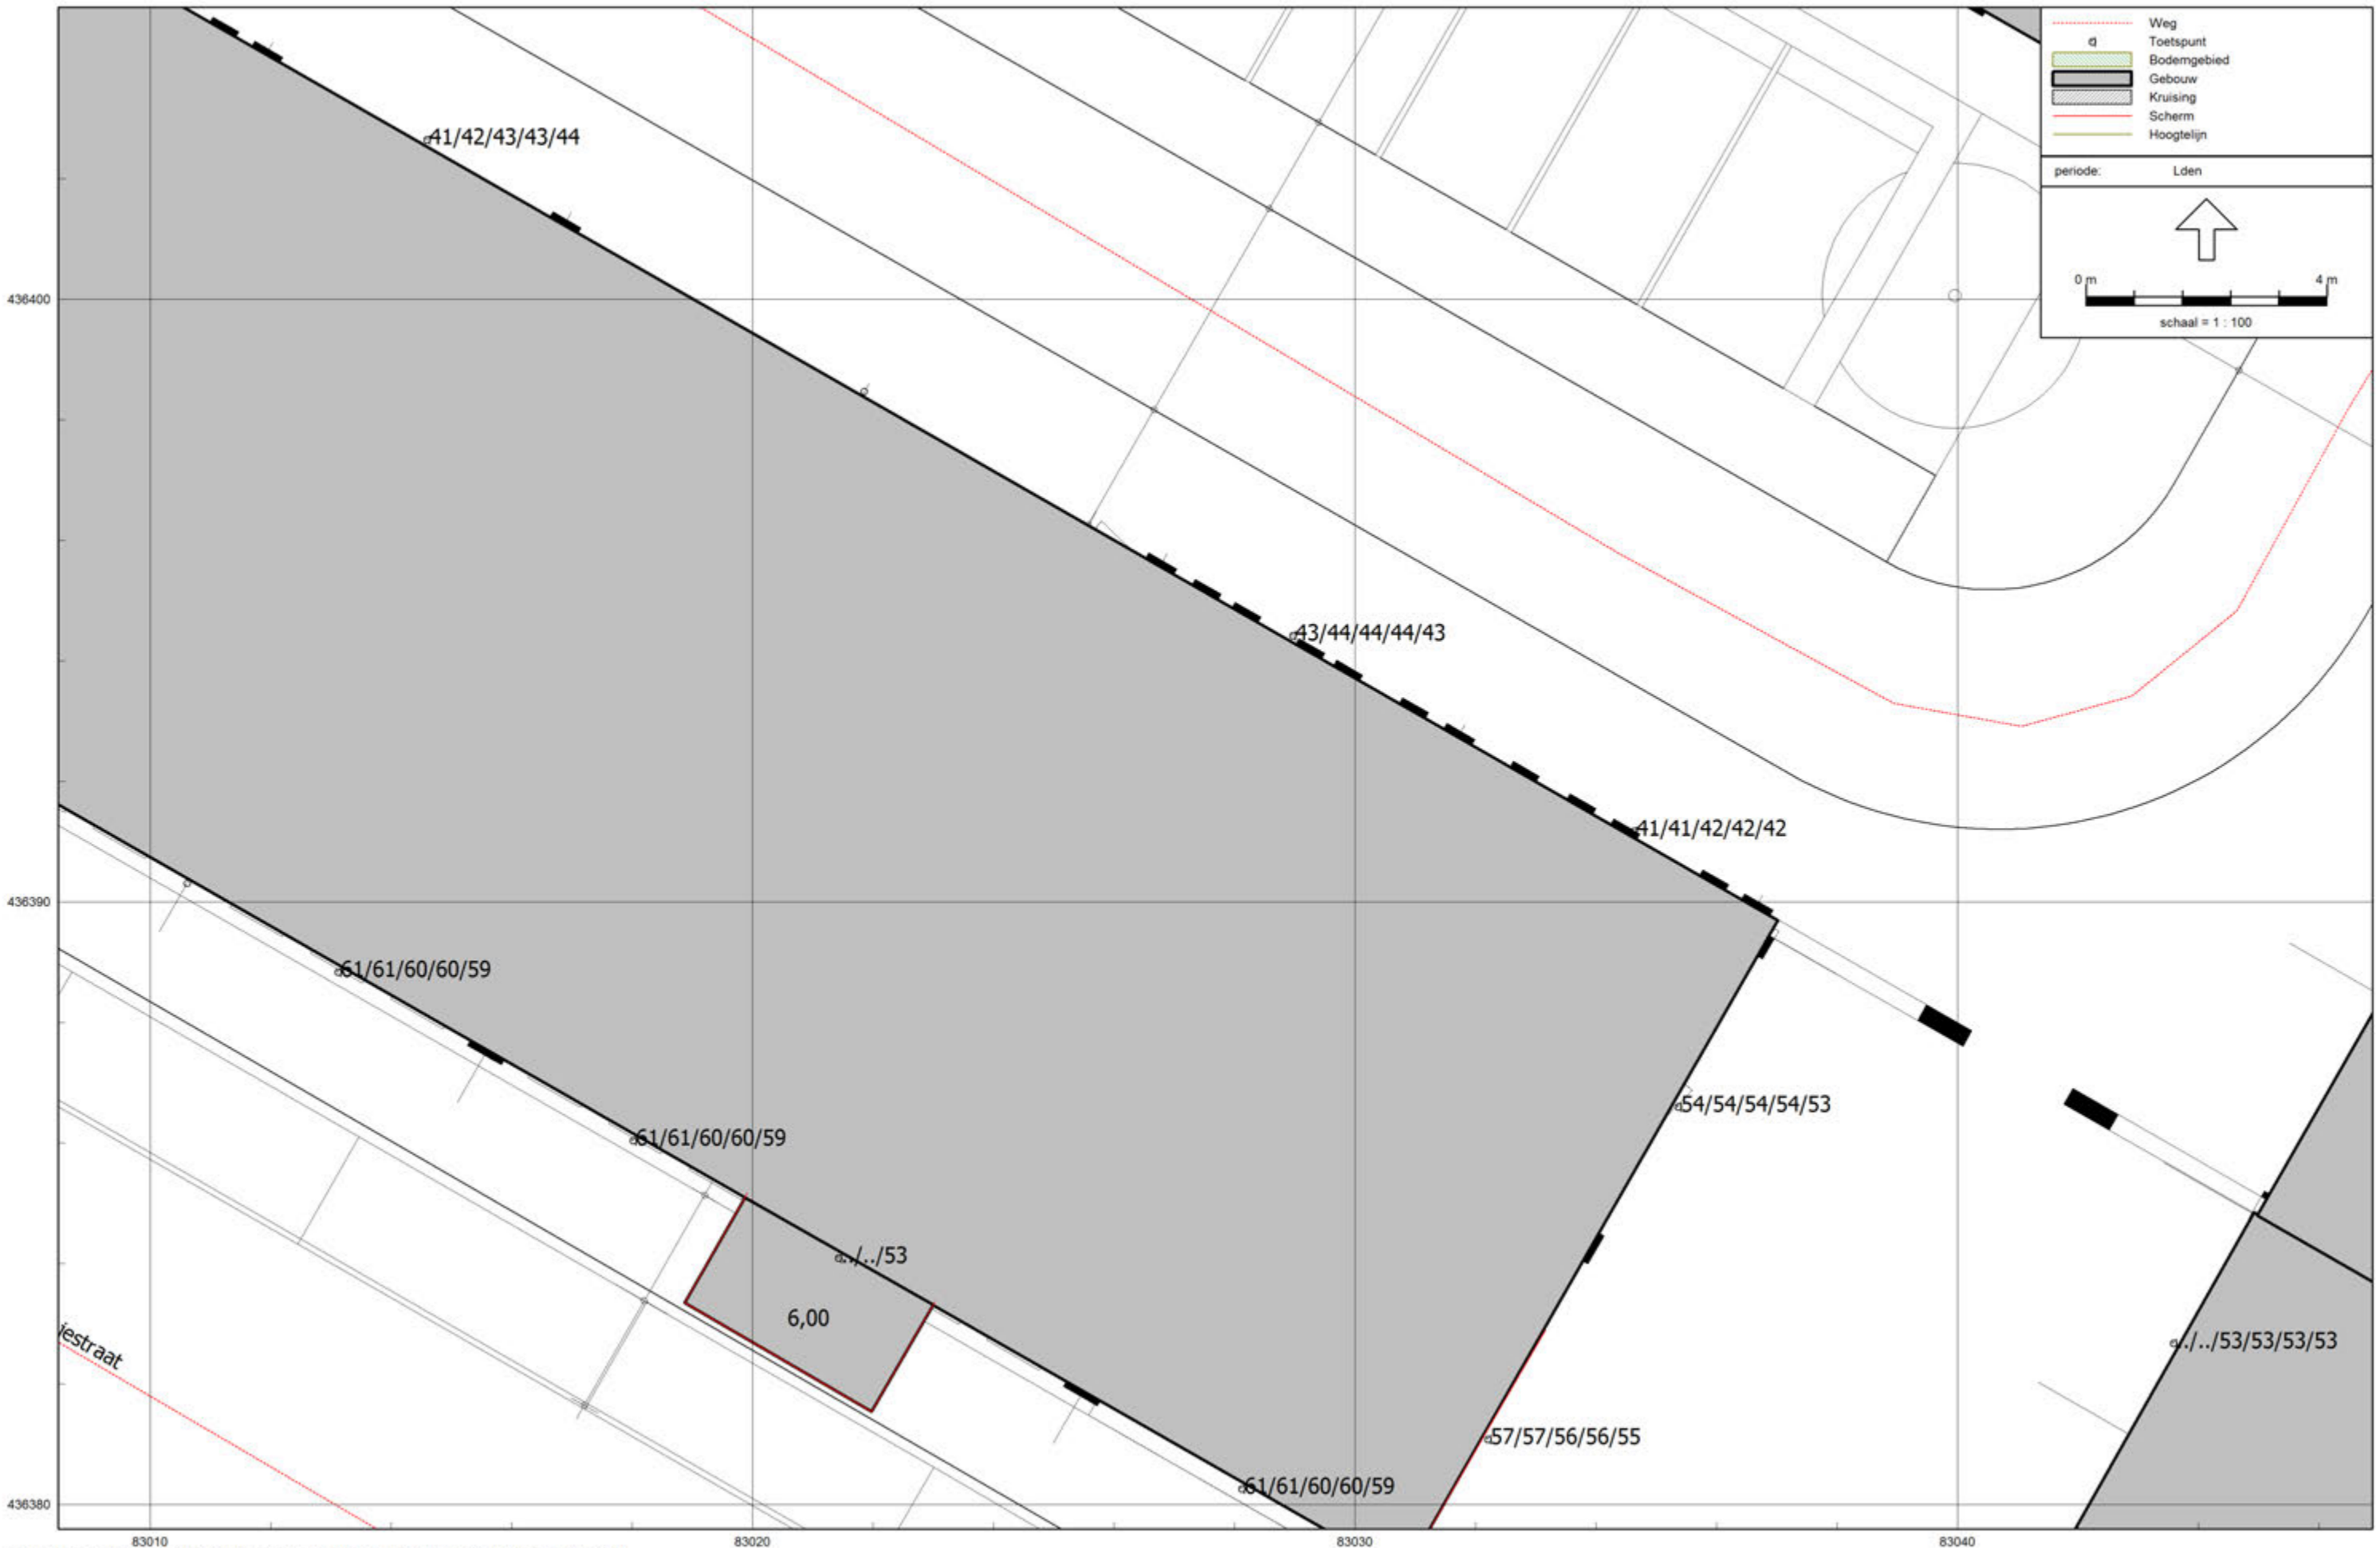 Weg
Toetspunt
Bodemgebied
Gebouw
Kruising
Scherm
Hoogtelijn
periode: Lden
0 m 4 m
schaal = 1 : 100
41/42/43/43/44
436400
43/44/44/44/43
41/41/42/42/42
436390
61/61/60/60/59
54/54/54/54/53
61/61/60/60/59
../../53
6,00
iestraat
../../53/53/53/53
57/57/56/56/55
61/61/60/60/59
436380
83010 83020 83030 83040